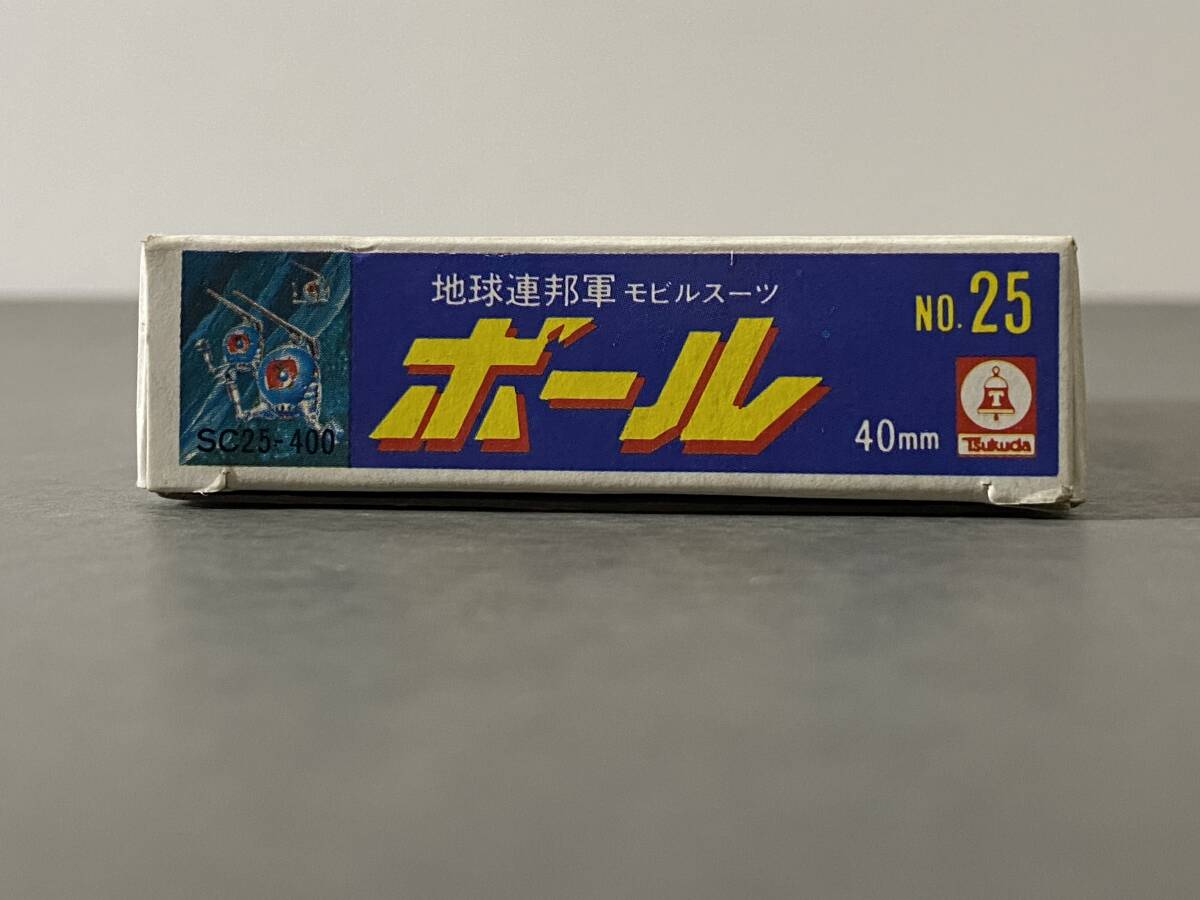 地球連邦軍 モビルスーツ
ボール
SC25-400
NO. 25
40mm
T
Tsukuda